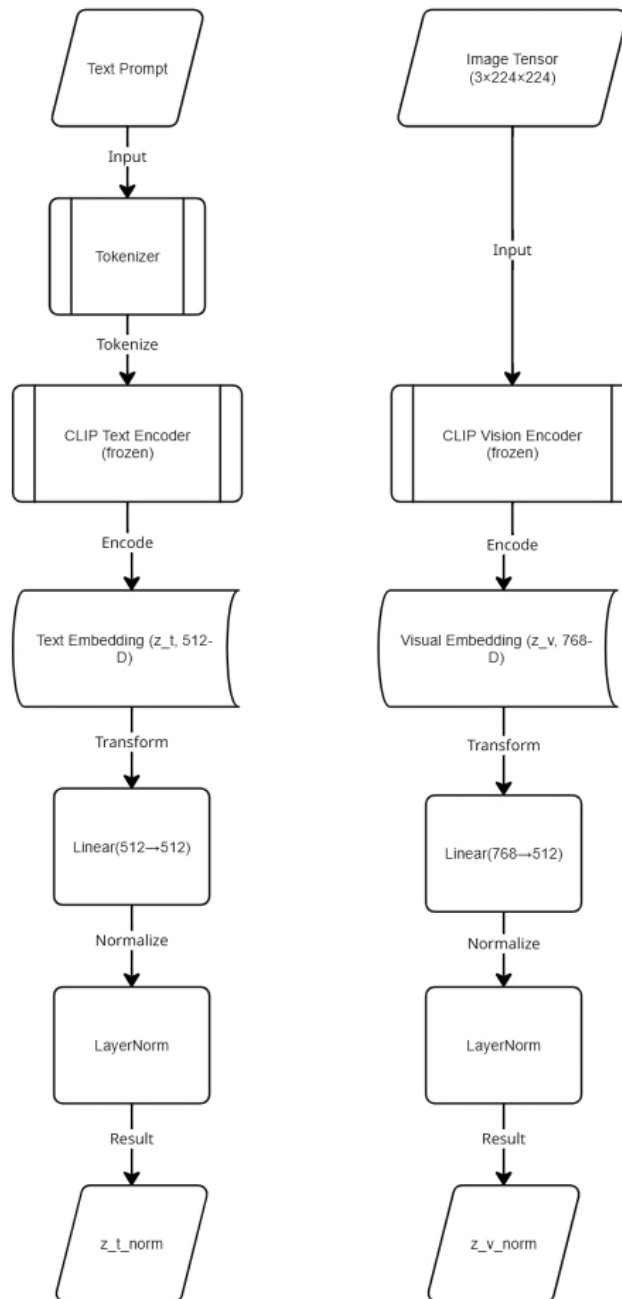 Text Prompt
Input
Tokenizer
Tokenize
CLIP Text Encoder
(frozen)
Encode
Text Embedding (z_t, 512-
D)
Transform
Linear(512→512)
Normalize
LayerNorm
Result
z_t_norm
Image Tensor
(3×224×224)
Input
CLIP Vision Encoder
(frozen)
Encode
Visual Embedding (z_v, 768-
D)
Transform
Linear(768→512)
Normalize
LayerNorm
Result
z_v_norm